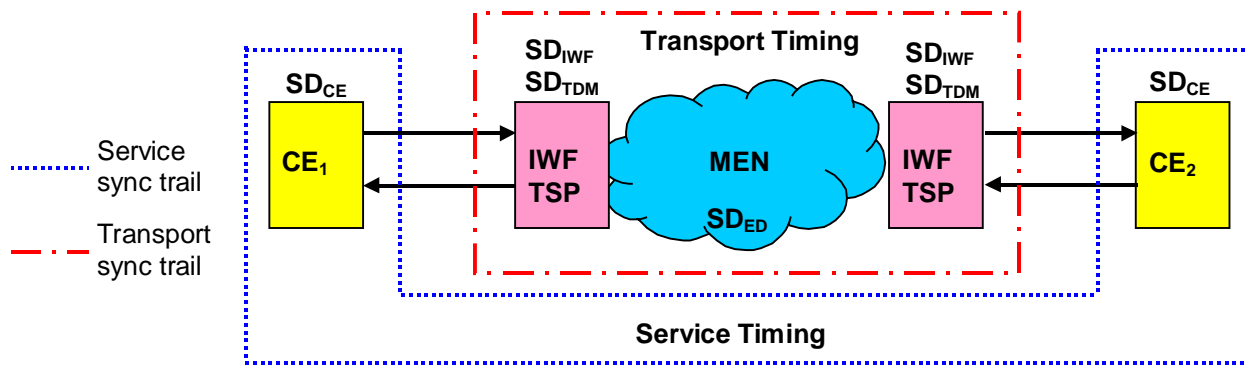 Transport Timing
SD_IWF
SD_TDM
SD_IWF
SD_TDM
SD_CE
SD_CE
CE_1
IWF
TSP
MEN
SD_ED
IWF
TSP
CE_2
Service
sync trail
Transport
sync trail
Service Timing